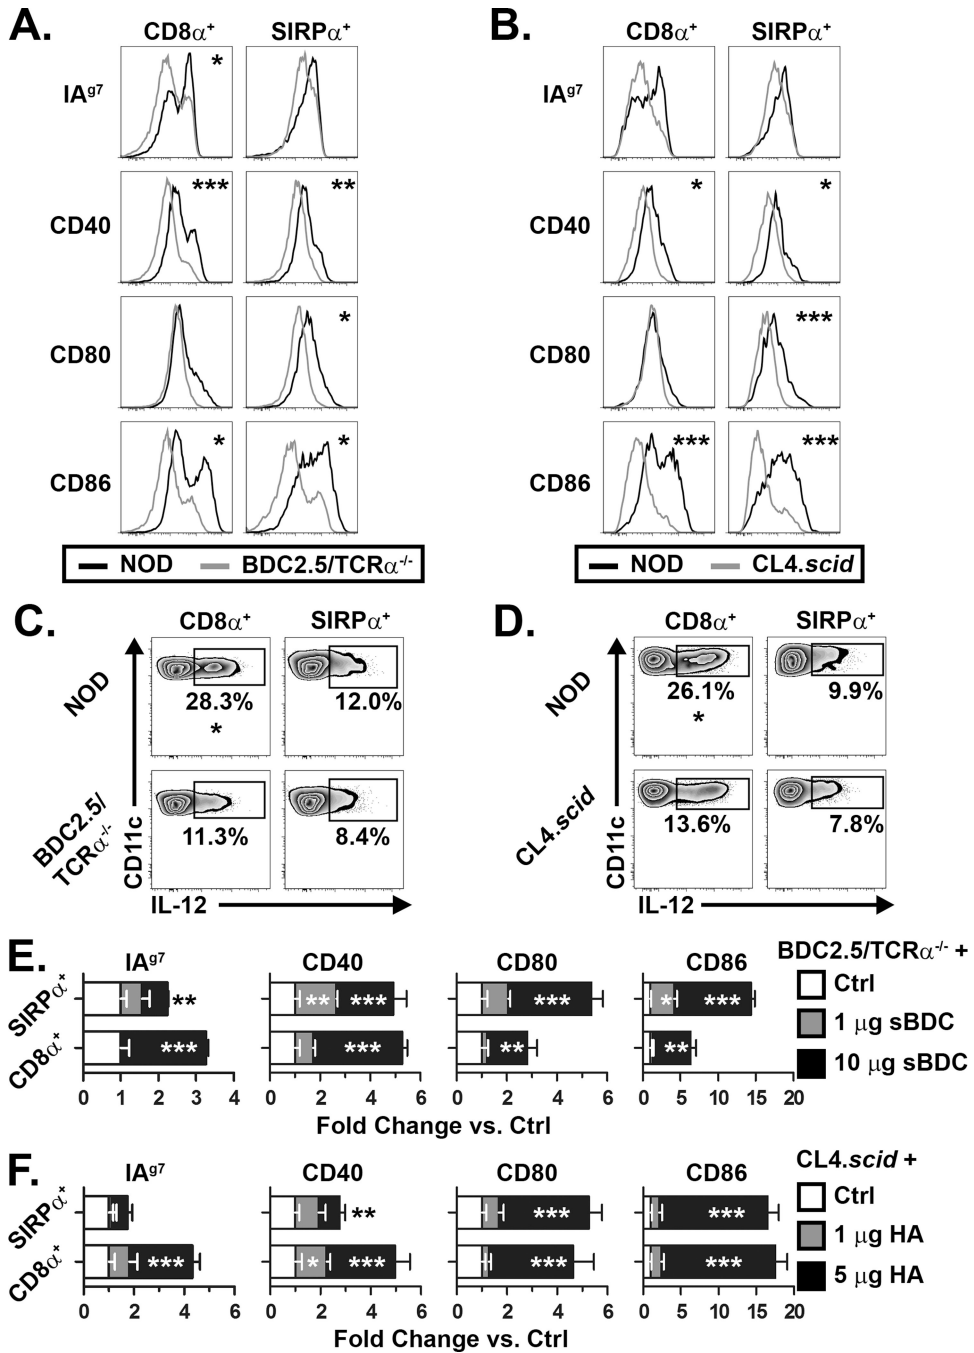 A.
CD8α⁺ SIRPα⁺
IAᵍ⁷ *
CD40 *** **
CD80 *
CD86 * *
NOD BDC2.5/TCRα⁻/⁻
B.
CD8α⁺ SIRPα⁺
IAᵍ⁷
CD40 * *
CD80 ***
CD86 *** ***
NOD CL4.scid
C.
CD8α⁺ SIRPα⁺
NOD
28.3% 12.0%
*
BDC2.5/
TCRα⁻/⁻
11.3% 8.4%
CD11c
IL-12
D.
CD8α⁺ SIRPα⁺
NOD
26.1% 9.9%
*
CL4.scid
13.6% 7.8%
CD11c
IL-12
E.
IAᵍ⁷ CD40 CD80 CD86
SIRPα⁺ ** ** *** *** * ***
CD8α⁺ *** *** ** **
0 1 2 3 4 0 2 4 6 0 2 4 6 0 5 10 15 20
Fold Change vs. Ctrl
BDC2.5/TCRα⁻/⁻ +
Ctrl
1 μg sBDC
10 μg sBDC
F.
IAᵍ⁷ CD40 CD80 CD86
SIRPα⁺ ** *** ***
CD8α⁺ *** * *** *** ***
0 2 4 6 0 2 4 6 0 2 4 6 0 5 10 15 20
Fold Change vs. Ctrl
CL4.scid +
Ctrl
1 μg HA
5 μg HA